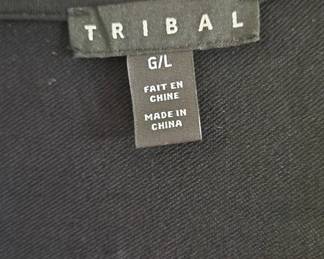 TRIBAL
G/L
FAIT EN
CHINE
MADE IN
CHINA